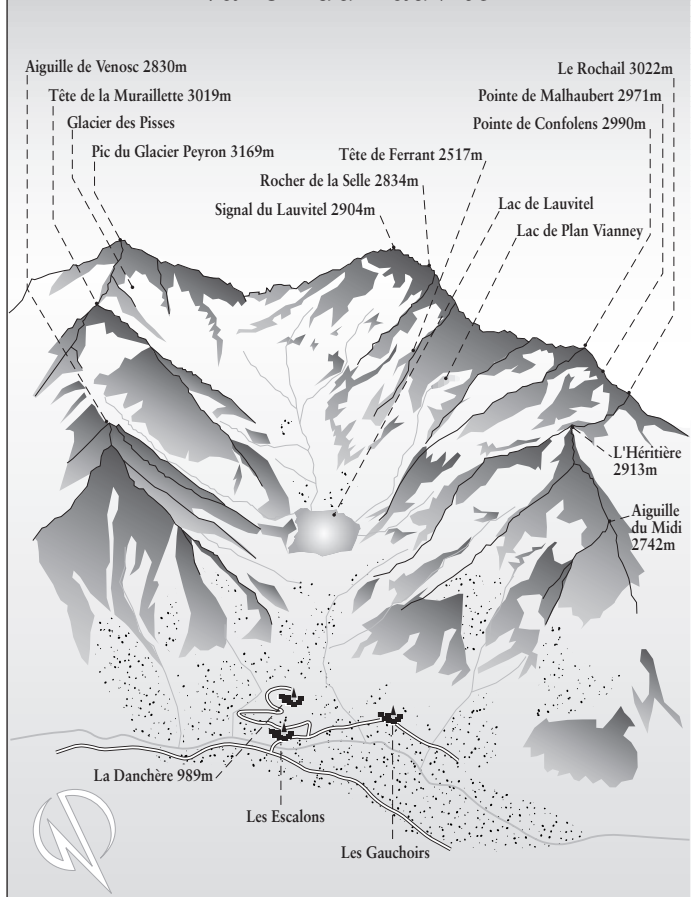 Aiguille de Venosc 2830m
Tête de la Muraillette 3019m
Glacier des Pisses
Pic du Glacier Peyron 3169m
Le Rochail 3022m
Pointe de Malhaubert 2971m
Pointe de Confolens 2990m
Tête de Ferrant 2517m
Rocher de la Selle 2834m
Signal du Lauvitel 2904m
Lac de Lauvitel
Lac de Plan Vianney
L'Héritière
2913m
Aiguille
du Midi
2742m
La Danchère 989m
Les Escalons
Les Gauchoirs